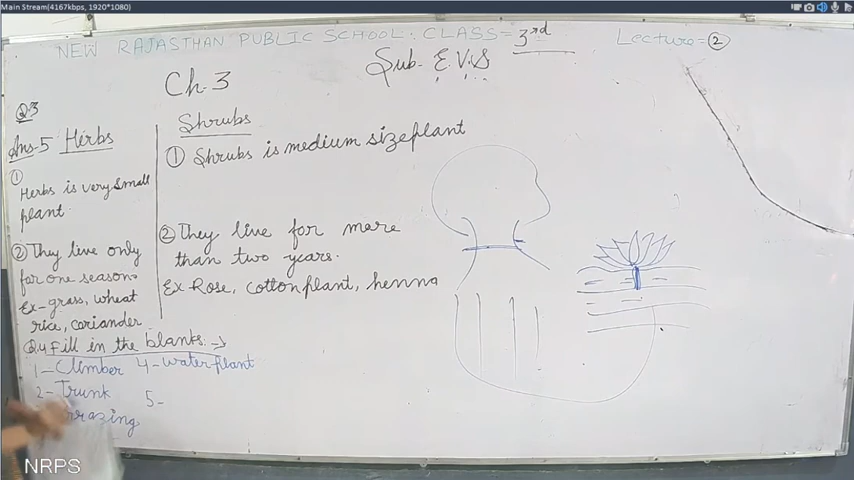 Main Stream(4167kbps, 1920*1080)
NEW RAJASTHAN PUBLIC SCHOOL: CLASS= 3rd
Lecture=②
Sub- E.V.S
Ch-3
Q3
Ans-5 Herbs
① Herbs is very small
plant.
② They live only
for one season.
Ex- grass, wheat
rice, coriander
Shrubs
① Shrubs is medium size plant
② They live for more
than two years.
Ex Rose, cotton plant, henna
Q.4 Fill in the blanks:→
1- Climber 4- water plant
2- Trunk 5-
NRPS